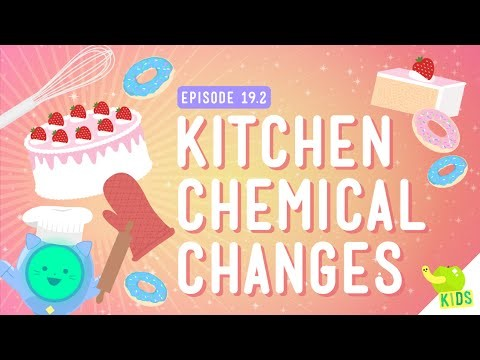 EPISODE 19.2
KITCHEN
CHEMICAL
CHANGES
KIDS